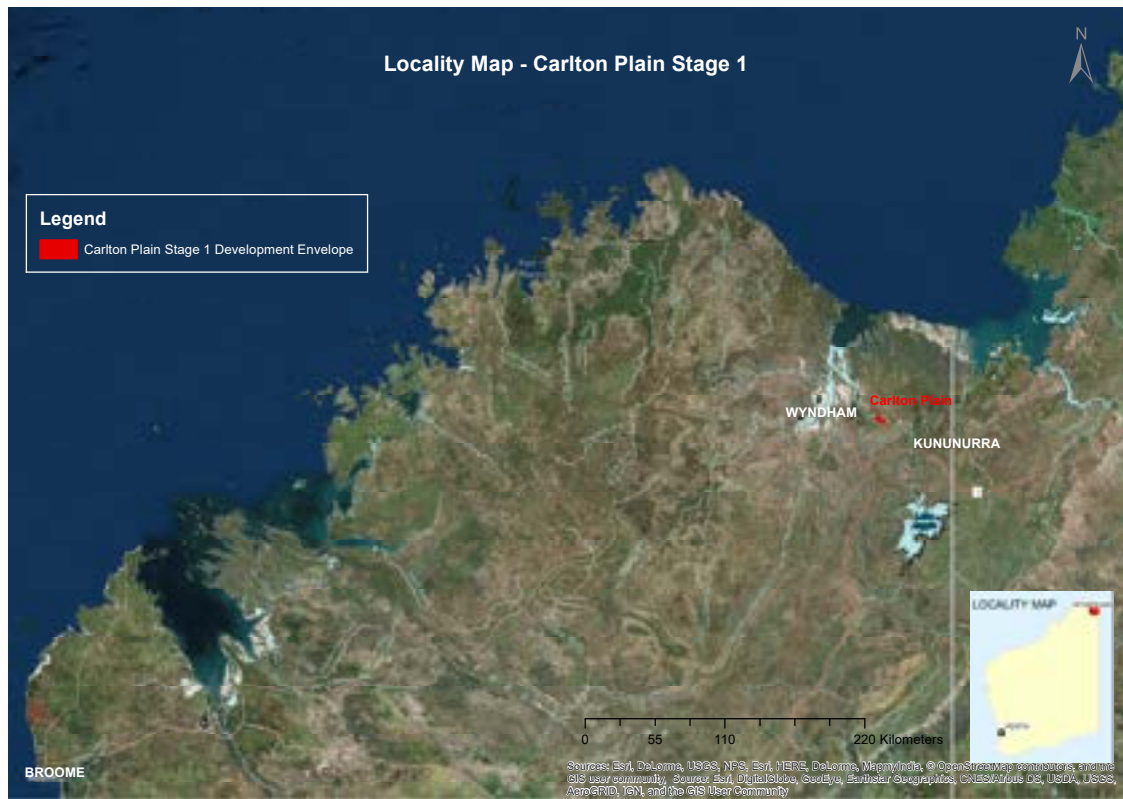 Locality Map - Carlton Plain Stage 1
N
Legend
Carlton Plain Stage 1 Development Envelope
Carlton Plain
WYNDHAM
KUNUNURRA
LOCALITY MAP
PERTH
0 55 110 220 Kilometers
BROOME
Sources: Esri, DeLorme, USGS, NPS, Esri, HERE, DeLorme, MapmyIndia, © OpenStreetMap contributors, and the
GIS user community, Source: Esri, DigitalGlobe, GeoEye, Earthstar Geographics, CNES/Airbus DS, USDA, USGS,
AeroGRID, IGN, and the GIS User Community